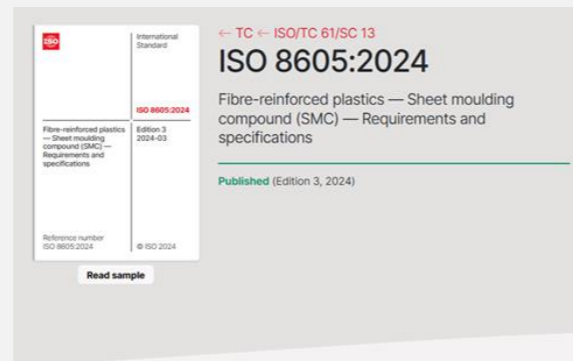 ISO
International
Standard
ISO 8605:2024
Fibre-reinforced plastics
— Sheet moulding
compound (SMC) —
Requirements and
specifications
Edition 3
2024-03
Reference number
ISO 8605:2024
© ISO 2024
Read sample
← TC ← ISO/TC 61/SC 13
ISO 8605:2024
Fibre-reinforced plastics — Sheet moulding
compound (SMC) — Requirements and
specifications
Published (Edition 3, 2024)